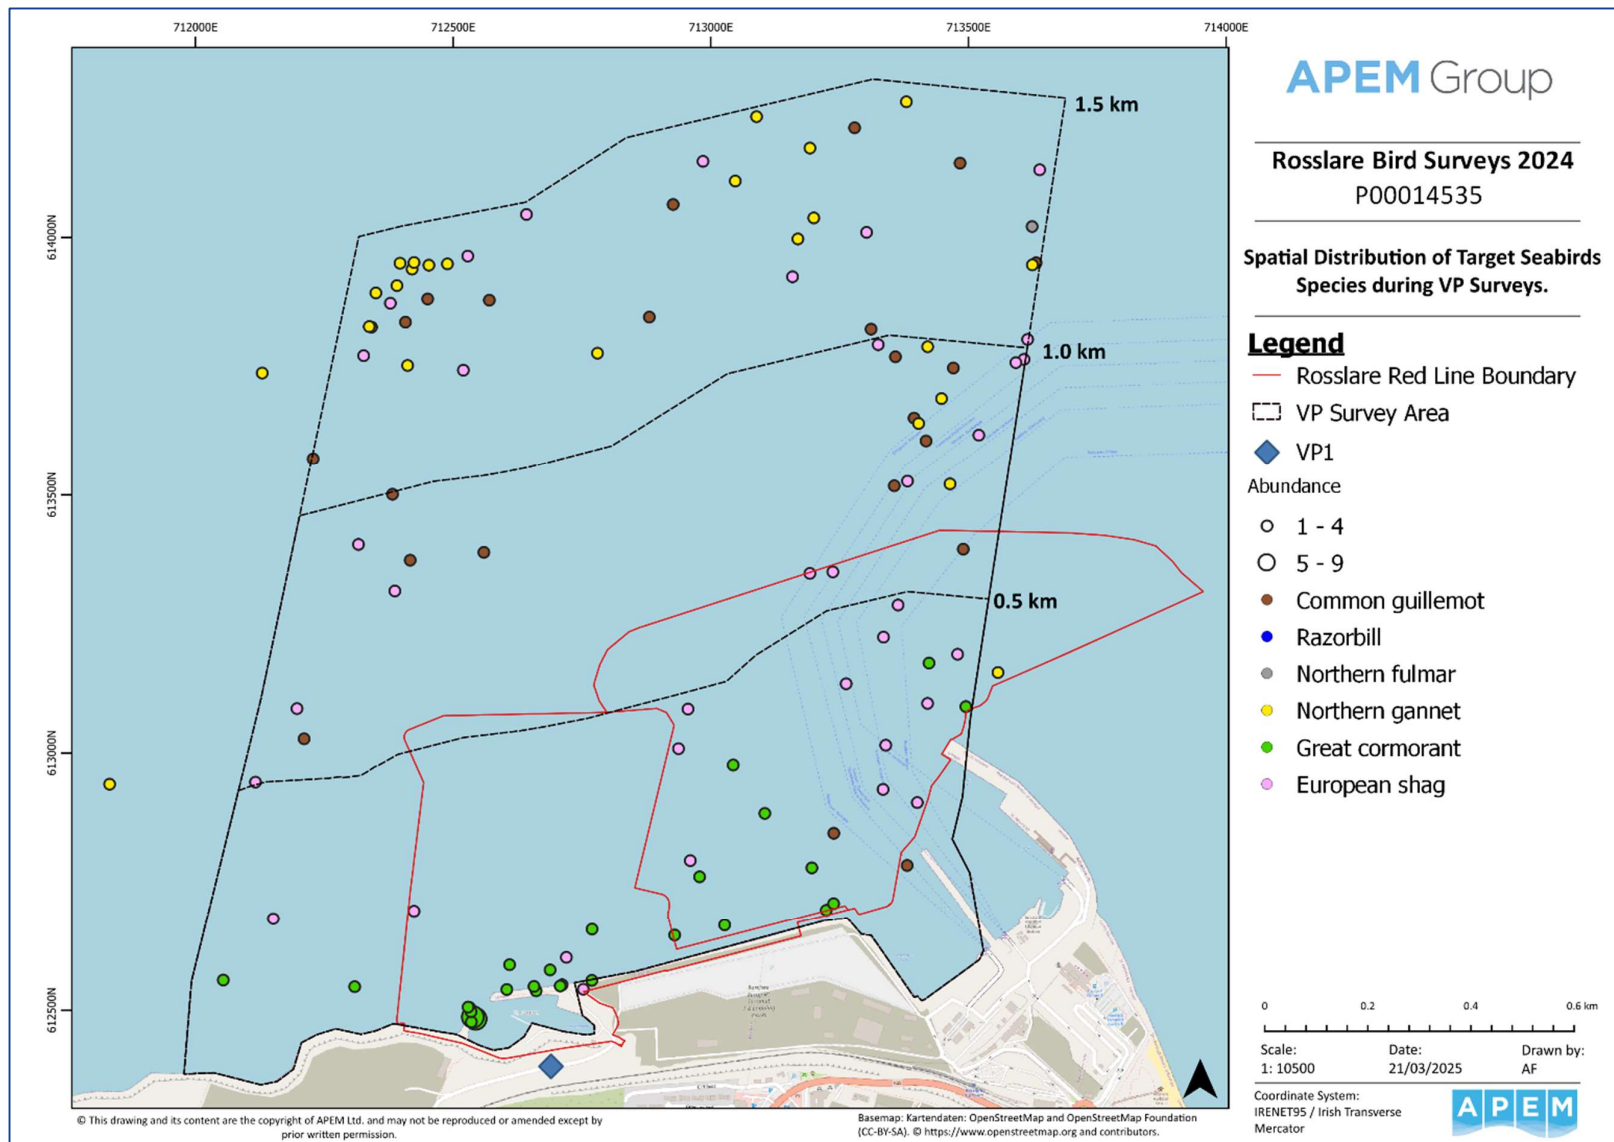 712000E
712500E
713000E
713500E
714000E
614000N
613500N
613000N
612500N
1.5 km
1.0 km
0.5 km
APEM Group
Rosslare Bird Surveys 2024
P00014535
Spatial Distribution of Target Seabirds
Species during VP Surveys.
Legend
Rosslare Red Line Boundary
VP Survey Area
VP1
Abundance
1 - 4
5 - 9
Common guillemot
Razorbill
Northern fulmar
Northern gannet
Great cormorant
European shag
0 0.2 0.4 0.6 km
Scale:
1: 10500
Date:
21/03/2025
Drawn by:
AF
Coordinate System:
IRENET95 / Irish Transverse
Mercator
APEM
© This drawing and its content are the copyright of APEM Ltd. and may not be reproduced or amended except by
prior written permission.
Basemap: Kartendaten: OpenStreetMap and OpenStreetMap Foundation
(CC-BY-SA). © https://www.openstreetmap.org and contributors.